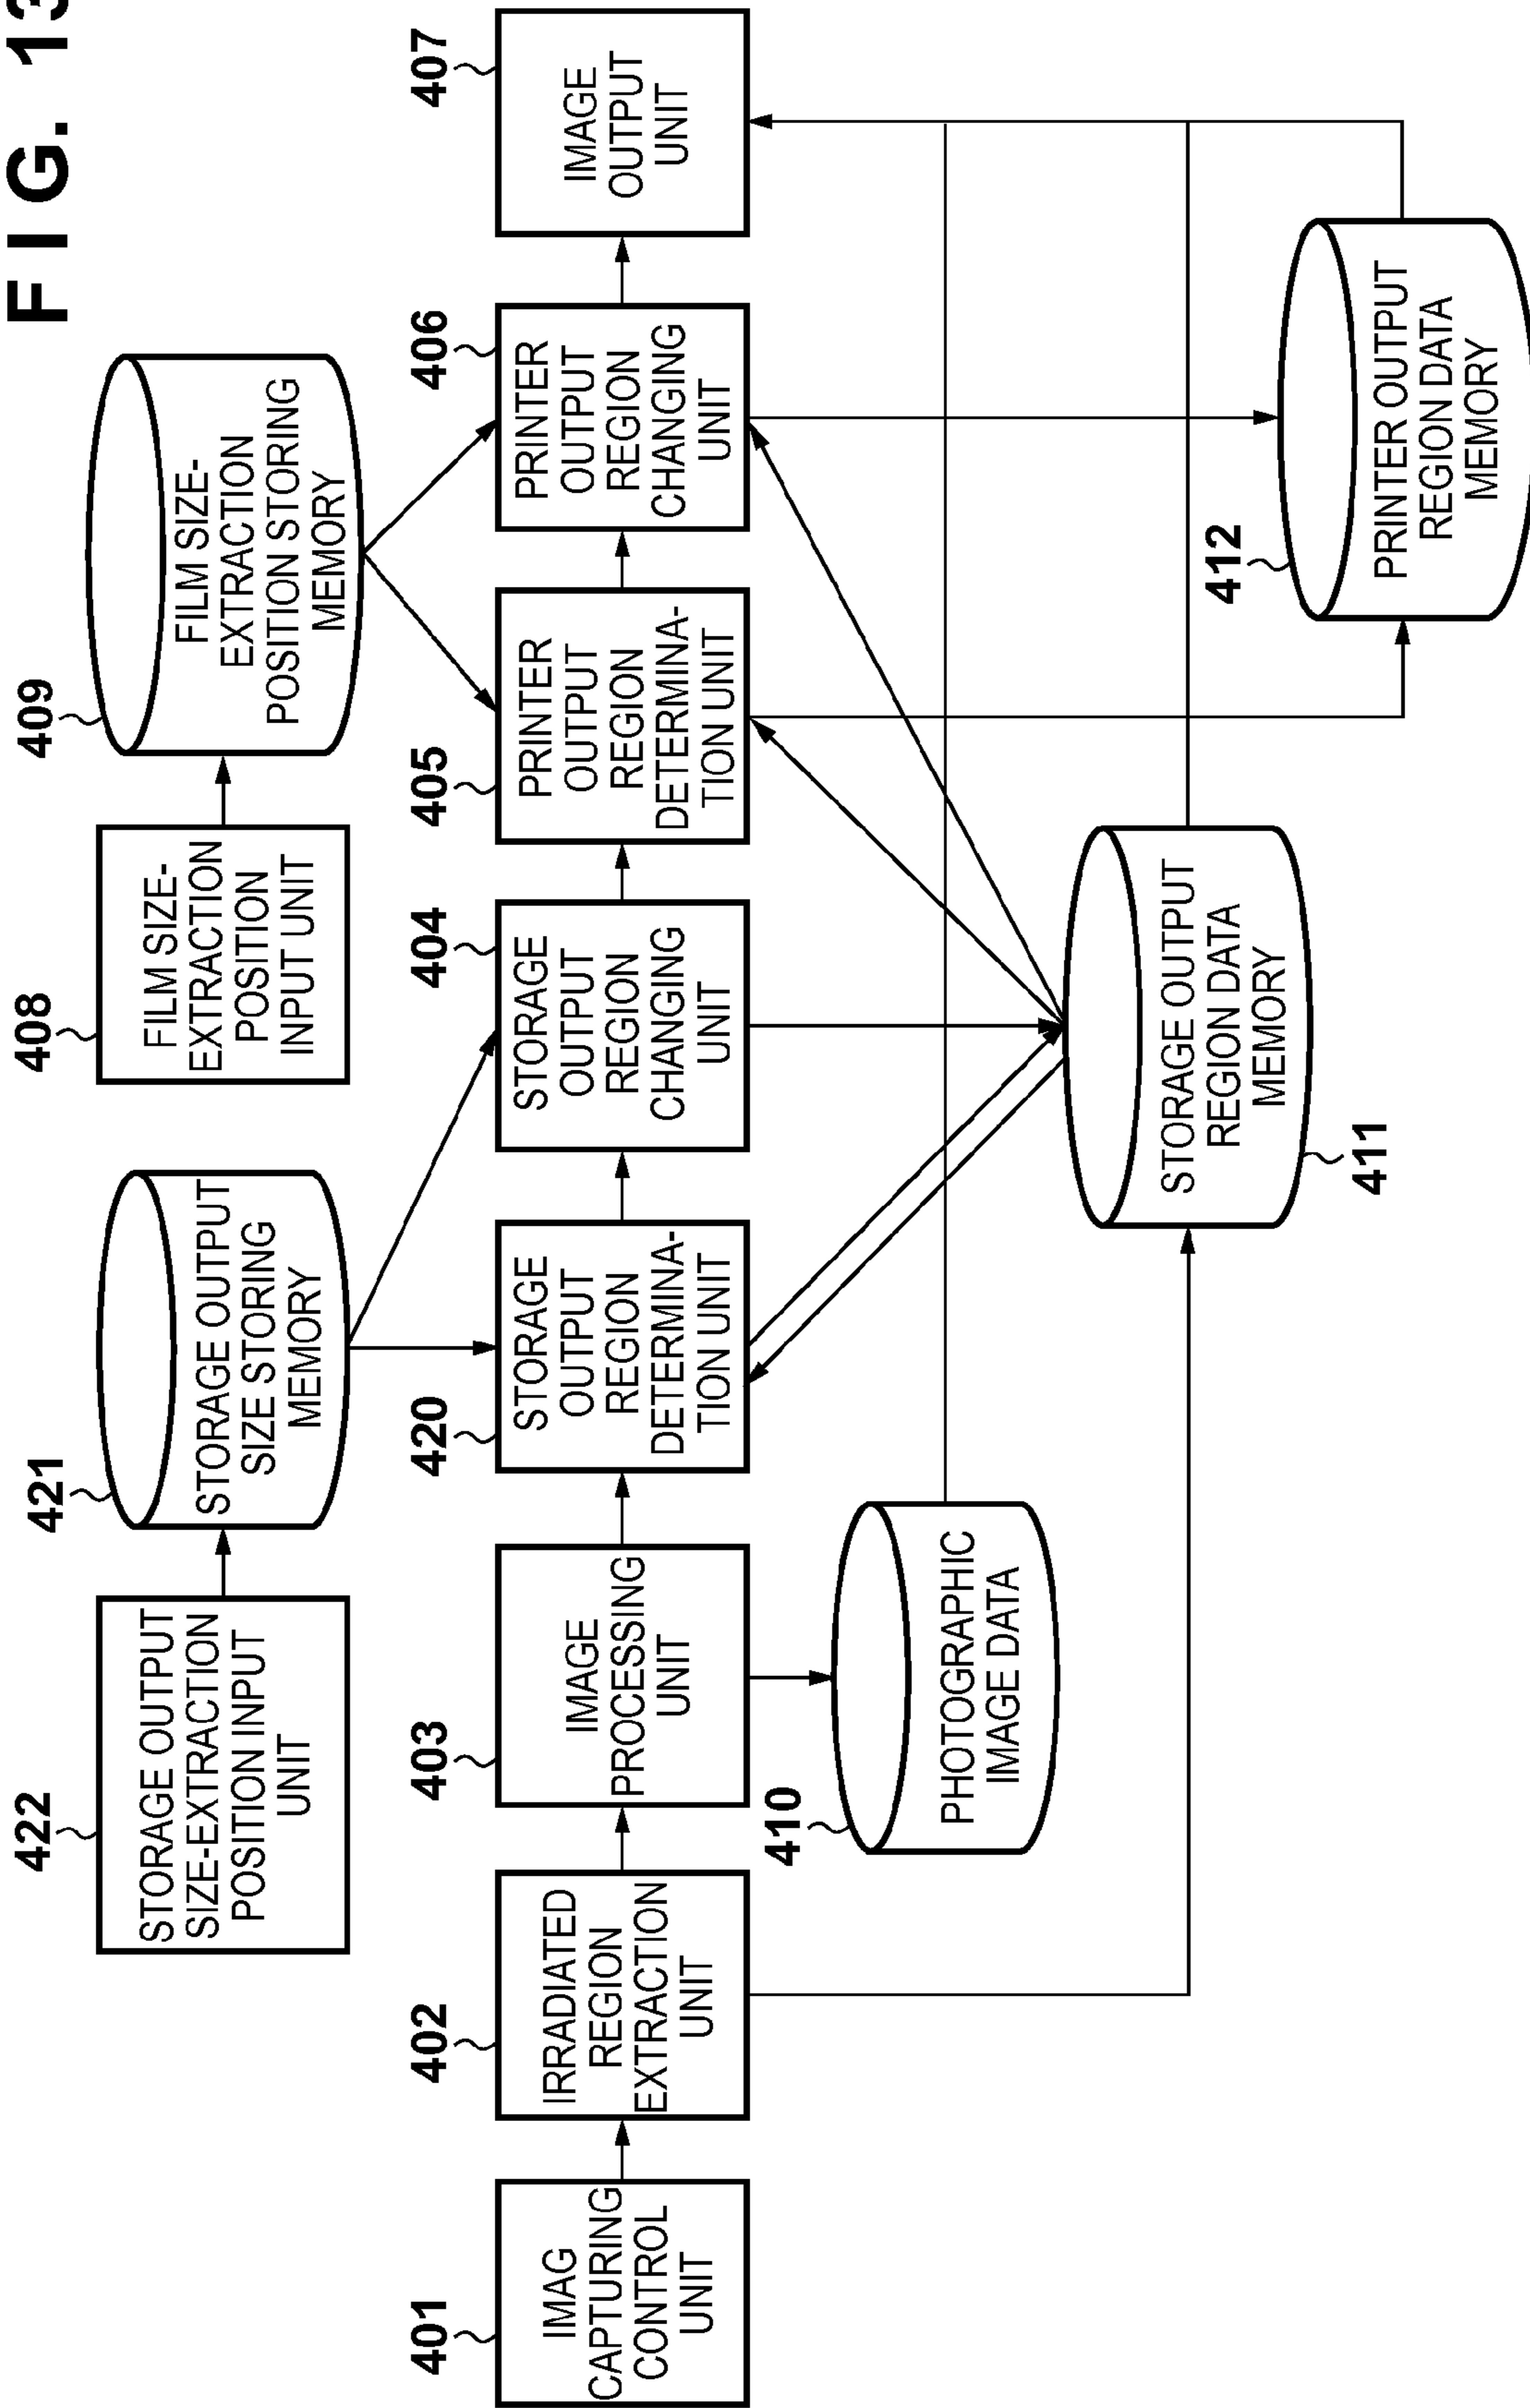 FIG. 13
422
STORAGE OUTPUT
SIZE-EXTRACTION
POSITION INPUT
UNIT
421
STORAGE OUTPUT
SIZE STORING
MEMORY
408
FILM SIZE-
EXTRACTION
POSITION
INPUT UNIT
409
FILM SIZE-
EXTRACTION
POSITION STORING
MEMORY
401
IMAG
CAPTURING
CONTROL
UNIT
402
IRRADIATED
REGION
EXTRACTION
UNIT
403
IMAGE
PROCESSING
UNIT
420
STORAGE
OUTPUT
REGION
DETERMINA-
TION UNIT
404
STORAGE
OUTPUT
REGION
CHANGING
UNIT
405
PRINTER
OUTPUT
REGION
DETERMINA-
TION UNIT
406
PRINTER
OUTPUT
REGION
CHANGING
UNIT
407
IMAGE
OUTPUT
UNIT
410
PHOTOGRAPHIC
IMAGE DATA
STORAGE OUTPUT
REGION DATA
MEMORY
411
412
PRINTER OUTPUT
REGION DATA
MEMORY